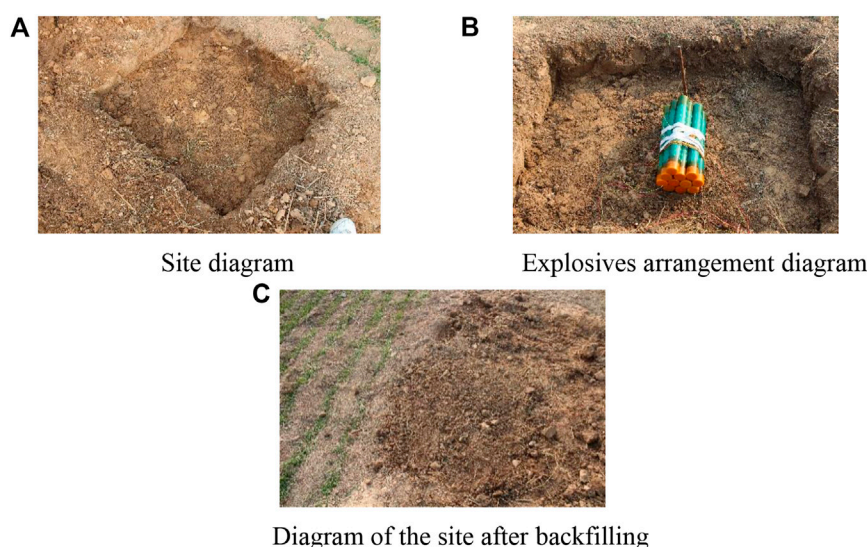 A
B
Site diagram
Explosives arrangement diagram
C
Diagram of the site after backfilling